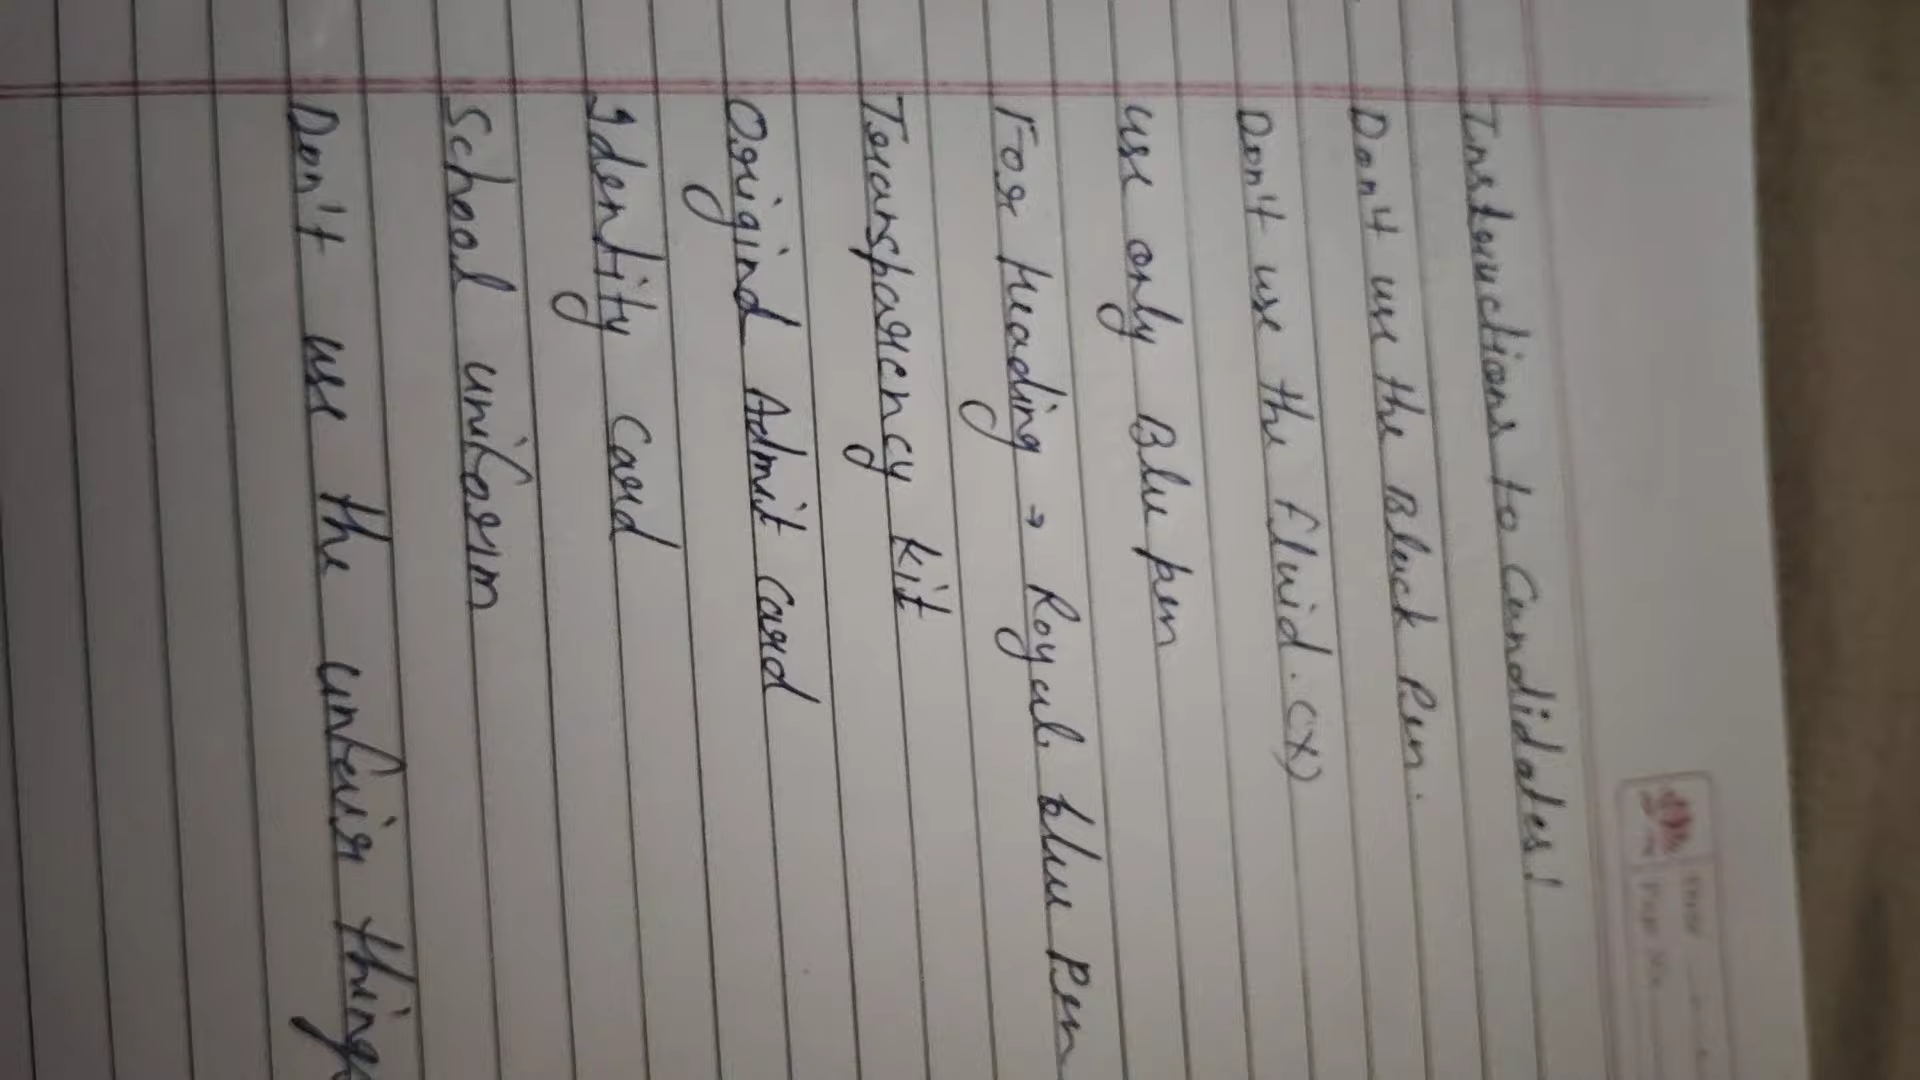 Instructions to Candidates!
Don't use the Black Pen.
Don't use the fluid. (x)
Use only Blue pen
For Heading → Royal blue Pen
Transparency kit
Original Admit card
Identity card
School uniform
Don't use the unfair things